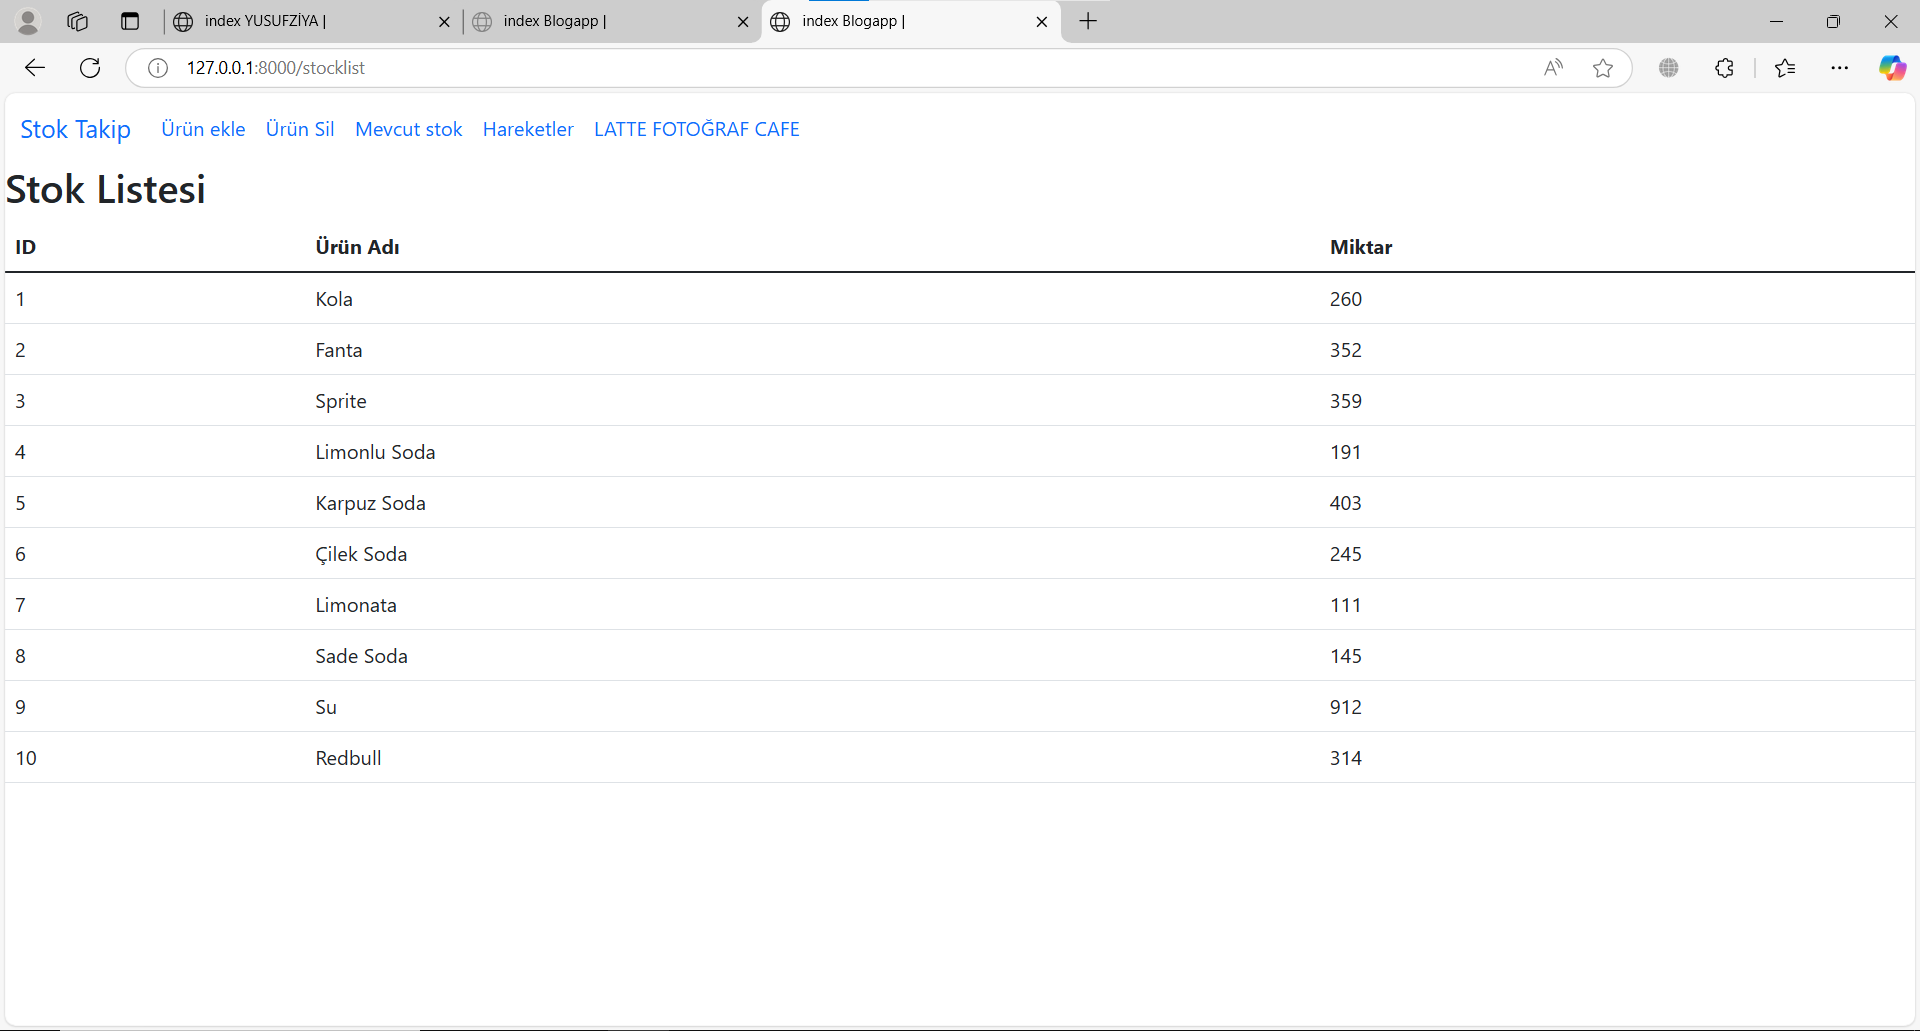 index YUSUFZİYA | index Blogapp | index Blogapp |
127.0.0.1:8000/stocklist
Stok Takip Ürün ekle Ürün Sil Mevcut stok Hareketler LATTE FOTOĞRAF CAFE
Stok Listesi
ID Ürün Adı Miktar
1 Kola 260
2 Fanta 352
3 Sprite 359
4 Limonlu Soda 191
5 Karpuz Soda 403
6 Çilek Soda 245
7 Limonata 111
8 Sade Soda 145
9 Su 912
10 Redbull 314